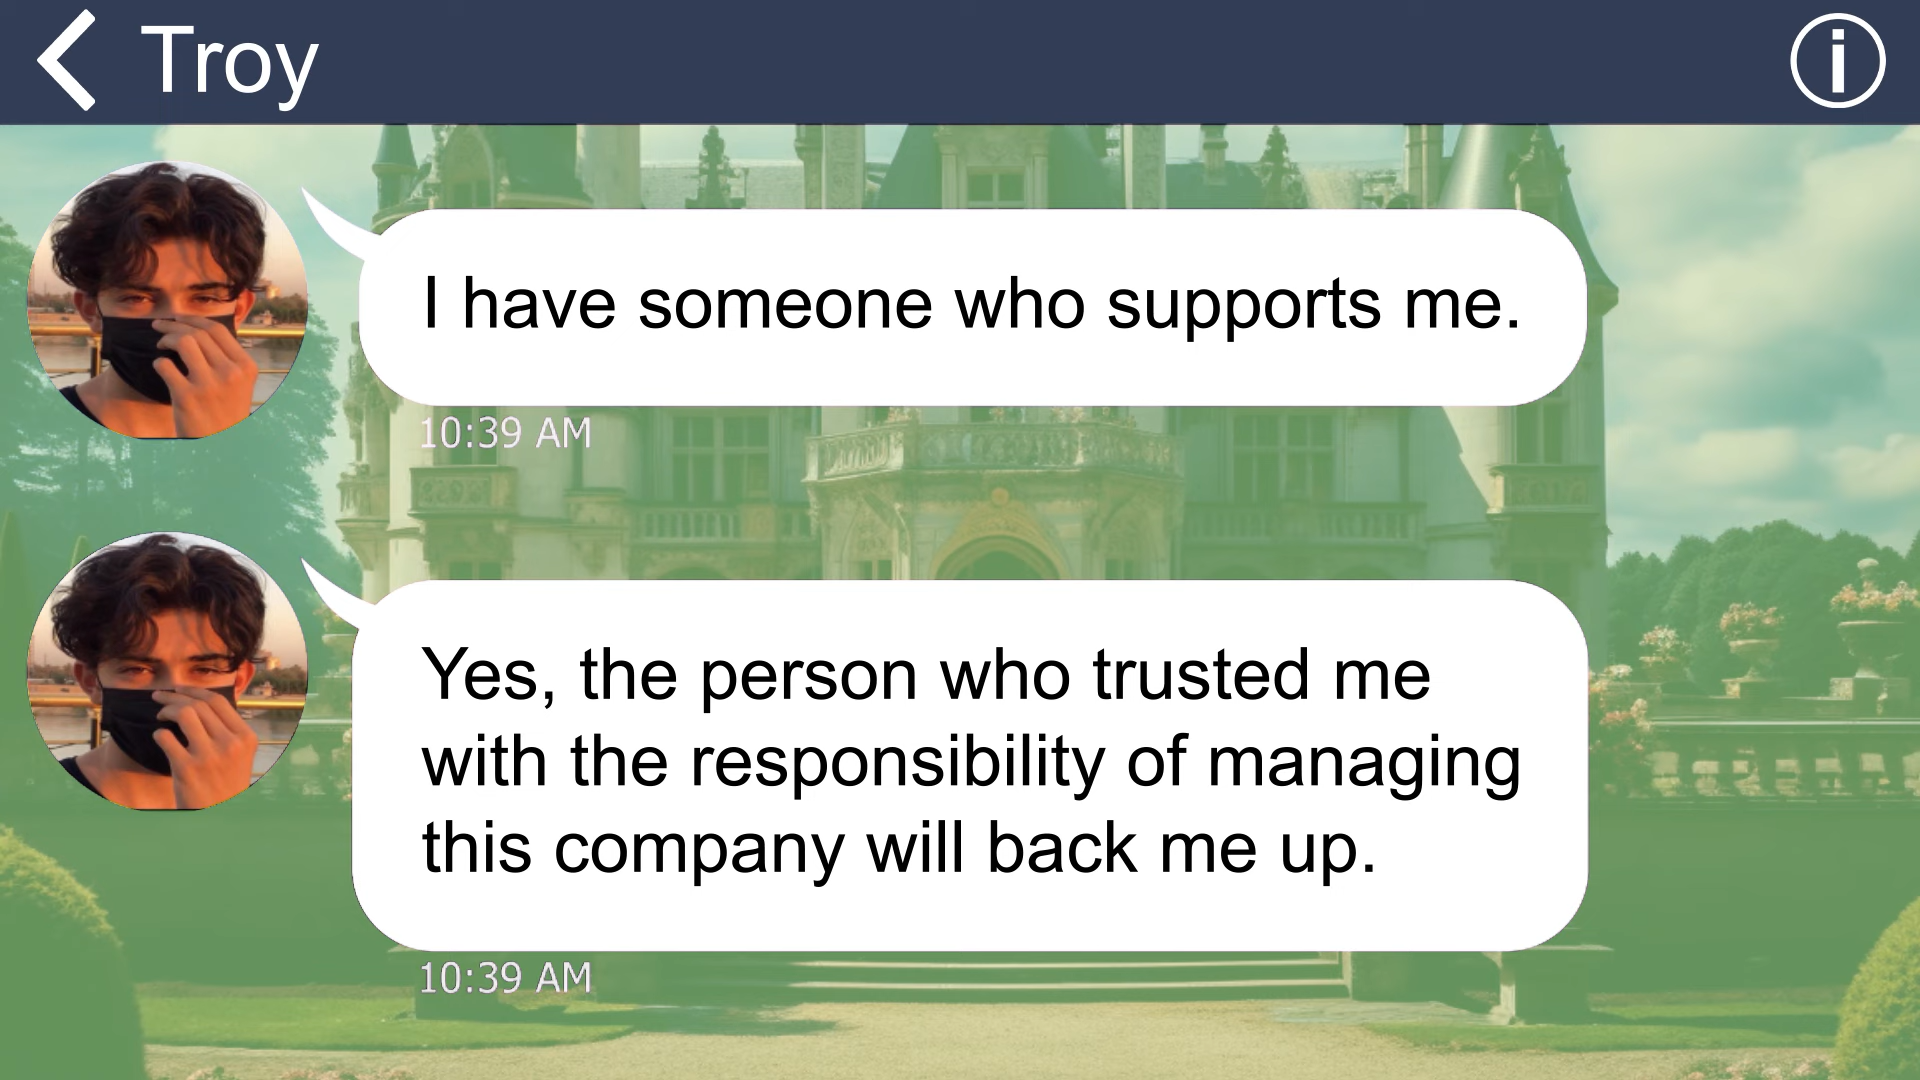 Troy
I have someone who supports me.
10:39 AM
Yes, the person who trusted me
with the responsibility of managing
this company will back me up.
10:39 AM